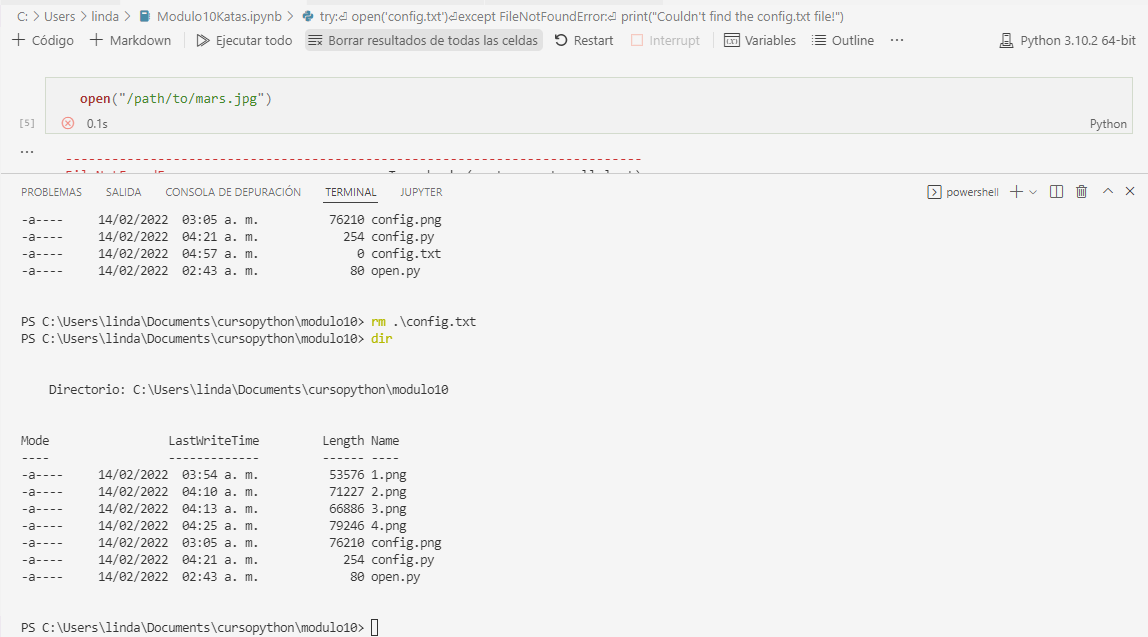 C: > Users > linda > Modulo10Katas.ipynb > try:⏎ open('config.txt')⏎except FileNotFoundError:⏎ print("Couldn't find the config.txt file!")
+ Código + Markdown Ejecutar todo Borrar resultados de todas las celdas Restart Interrupt Variables Outline ··· Python 3.10.2 64-bit
open("/path/to/mars.jpg")
[5] 0.1s Python
...
---------------------------------------------------------------------------
PROBLEMAS SALIDA CONSOLA DE DEPURACIÓN TERMINAL JUPYTER powershell
-a---- 14/02/2022 03:05 a. m. 76210 config.png
-a---- 14/02/2022 04:21 a. m. 254 config.py
-a---- 14/02/2022 04:57 a. m. 0 config.txt
-a---- 14/02/2022 02:43 a. m. 80 open.py
PS C:\Users\linda\Documents\cursopython\modulo10> rm .\config.txt
PS C:\Users\linda\Documents\cursopython\modulo10> dir
Directorio: C:\Users\linda\Documents\cursopython\modulo10
Mode LastWriteTime Length Name
---- ------------- ------ ----
-a---- 14/02/2022 03:54 a. m. 53576 1.png
-a---- 14/02/2022 04:10 a. m. 71227 2.png
-a---- 14/02/2022 04:13 a. m. 66886 3.png
-a---- 14/02/2022 04:25 a. m. 79246 4.png
-a---- 14/02/2022 03:05 a. m. 76210 config.png
-a---- 14/02/2022 04:21 a. m. 254 config.py
-a---- 14/02/2022 02:43 a. m. 80 open.py
PS C:\Users\linda\Documents\cursopython\modulo10>